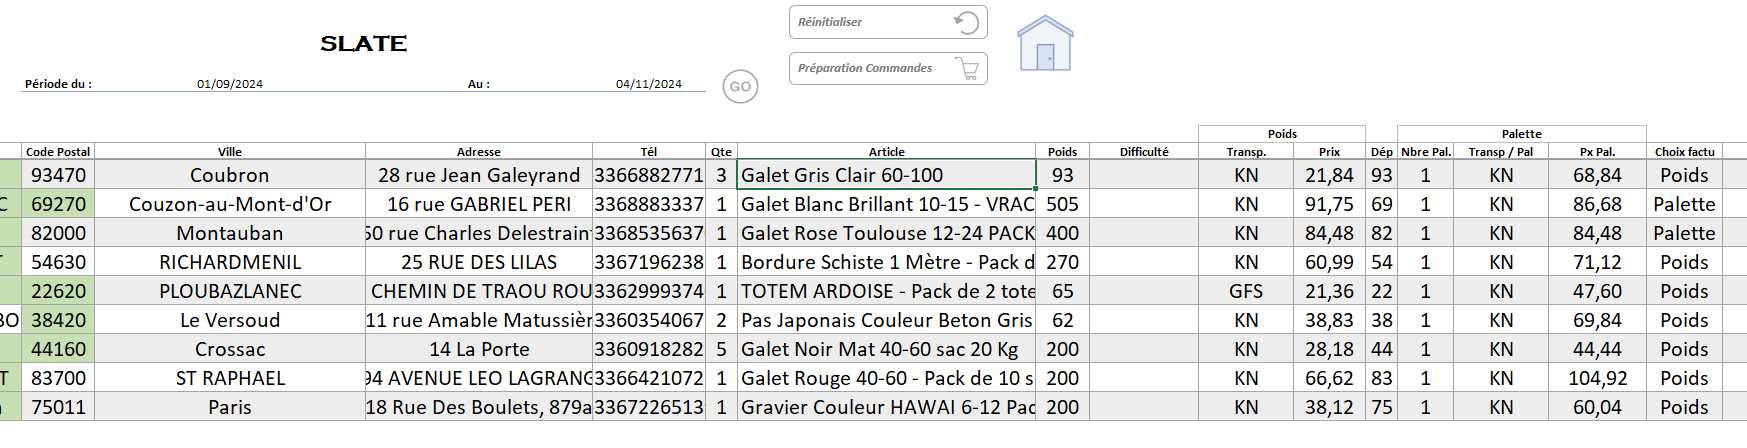 Réinitialiser
SLATE
Préparation Commandes
Période du : 01/09/2024 Au : 04/11/2024 GO
Poids Palette
Code Postal Ville Adresse Tél Qte Article Poids Difficulté Transp. Prix Dép Nbre Pal. Transp / Pal Px Pal. Choix factu
93470 Coubron 28 rue Jean Galeyrand 3366882771 3 Galet Gris Clair 60-100 93 KN 21,84 93 1 KN 68,84 Poids
C 69270 Couzon-au-Mont-d'Or 16 rue GABRIEL PERI 3368883337 1 Galet Blanc Brillant 10-15 - VRAC 505 KN 91,75 69 1 KN 86,68 Palette
82000 Montauban 50 rue Charles Delestraint 3368535637 1 Galet Rose Toulouse 12-24 PACK 400 KN 84,48 82 1 KN 84,48 Palette
54630 RICHARDMENIL 25 RUE DES LILAS 3367196238 1 Bordure Schiste 1 Mètre - Pack d 270 KN 60,99 54 1 KN 71,12 Poids
22620 PLOUBAZLANEC CHEMIN DE TRAOU ROU 3362999374 1 TOTEM ARDOISE - Pack de 2 tote 65 GFS 21,36 22 1 KN 47,60 Poids
BO 38420 Le Versoud 11 rue Amable Matussièr 3360354067 2 Pas Japonais Couleur Beton Gris 62 KN 38,83 38 1 KN 69,84 Poids
44160 Crossac 14 La Porte 3360918282 5 Galet Noir Mat 40-60 sac 20 Kg 200 KN 28,18 44 1 KN 44,44 Poids
T 83700 ST RAPHAEL 94 AVENUE LEO LAGRANG 3366421072 1 Galet Rouge 40-60 - Pack de 10 s 200 KN 66,62 83 1 KN 104,92 Poids
75011 Paris 18 Rue Des Boulets, 879a 3367226513 1 Gravier Couleur HAWAI 6-12 Pac 200 KN 38,12 75 1 KN 60,04 Poids